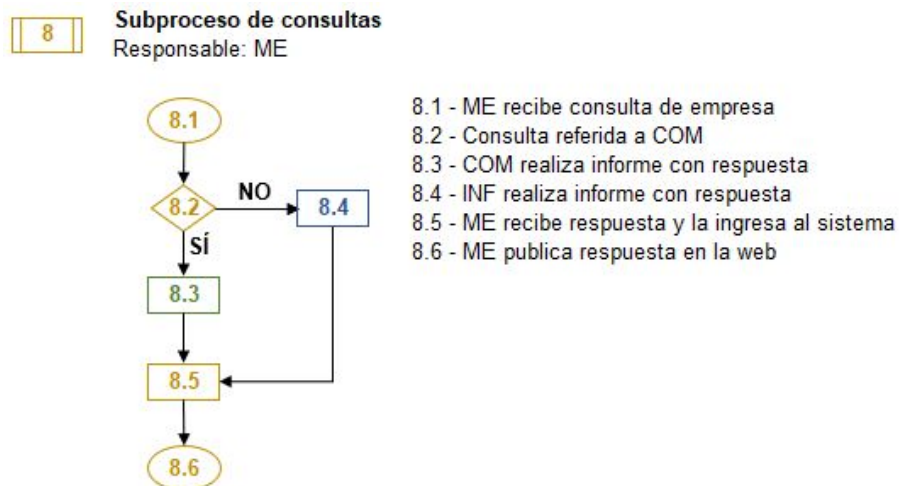 8
Subproceso de consultas
Responsable: ME
8.1
8.2
NO
8.4
SÍ
8.3
8.5
8.6
8.1 - ME recibe consulta de empresa
8.2 - Consulta referida a COM
8.3 - COM realiza informe con respuesta
8.4 - INF realiza informe con respuesta
8.5 - ME recibe respuesta y la ingresa al sistema
8.6 - ME publica respuesta en la web